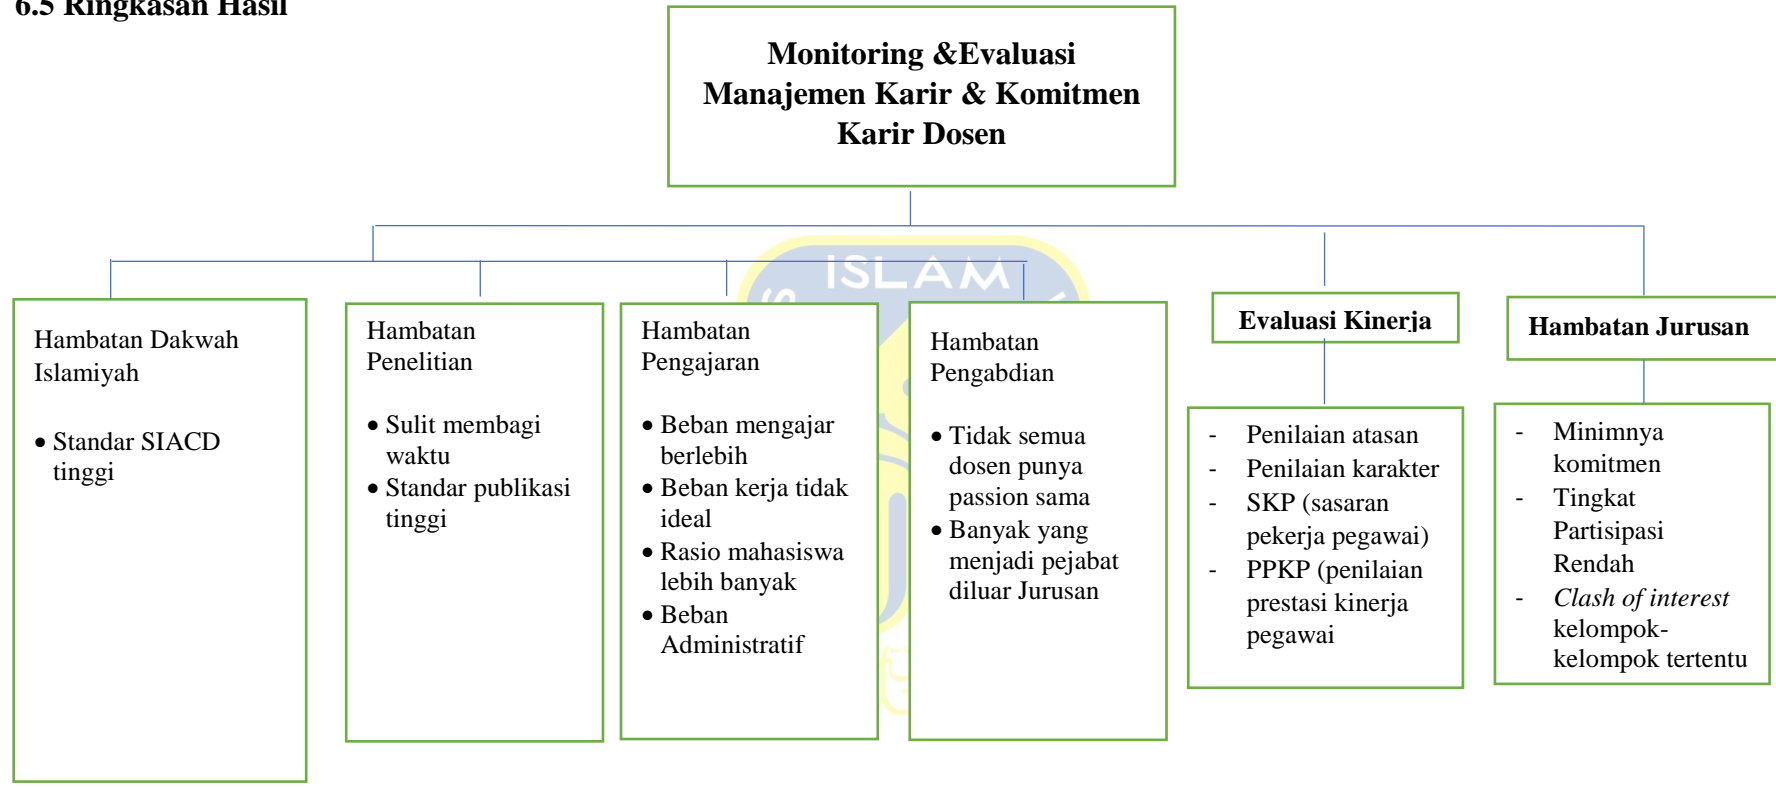 6.5 Ringkasan Hasil
Monitoring &Evaluasi
Manajemen Karir & Komitmen
Karir Dosen
ISLAM
Hambatan Dakwah
Islamiyah
• Standar SIACD
tinggi
Hambatan
Penelitian
• Sulit membagi
waktu
• Standar publikasi
tinggi
Hambatan
Pengajaran
• Beban mengajar
berlebih
• Beban kerja tidak
ideal
• Rasio mahasiswa
lebih banyak
• Beban
Administratif
Hambatan
Pengabdian
• Tidak semua
dosen punya
passion sama
• Banyak yang
menjadi pejabat
diluar Jurusan
Evaluasi Kinerja
- Penilaian atasan
- Penilaian karakter
- SKP (sasaran
pekerja pegawai)
- PPKP (penilaian
prestasi kinerja
pegawai
Hambatan Jurusan
- Minimnya
komitmen
- Tingkat
Partisipasi
Rendah
- Clash of interest
kelompok-
kelompok tertentu